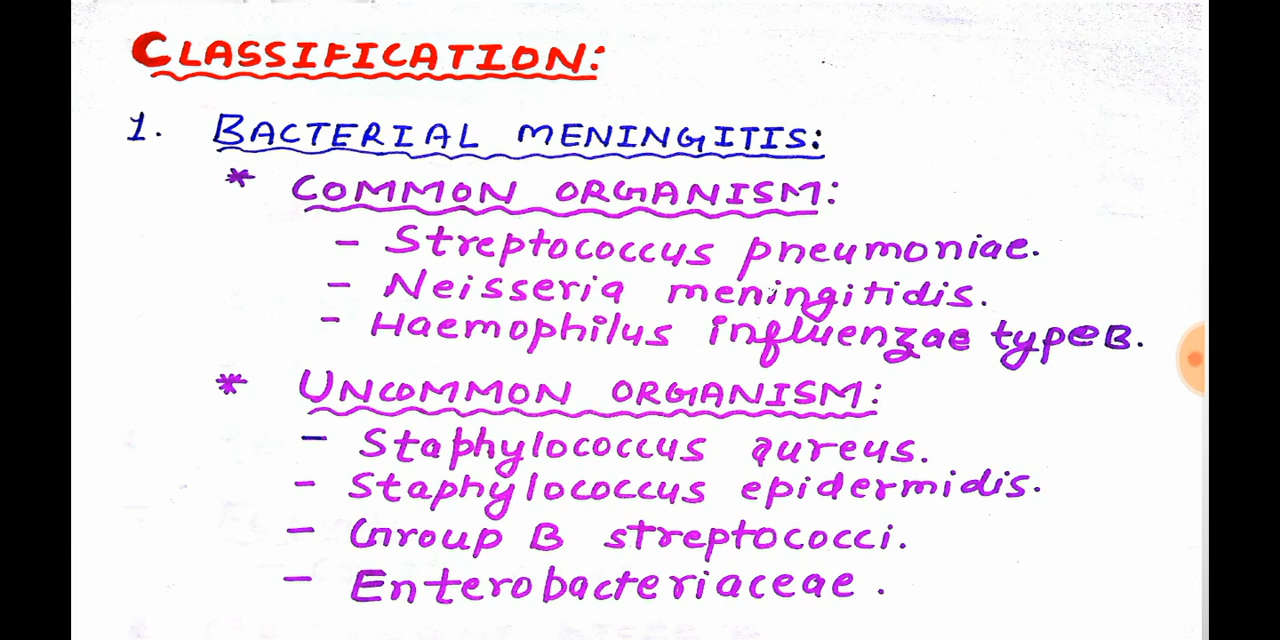 CLASSIFICATION:
1. BACTERIAL MENINGITIS:
* COMMON ORGANISM:
- Streptococcus pneumoniae.
- Neisseria meningitidis.
- Haemophilus influenzae type B.
* UNCOMMON ORGANISM:
- Staphylococcus aureus.
- Staphylococcus epidermidis.
- Group B streptococci.
- Enterobacteriaceae.